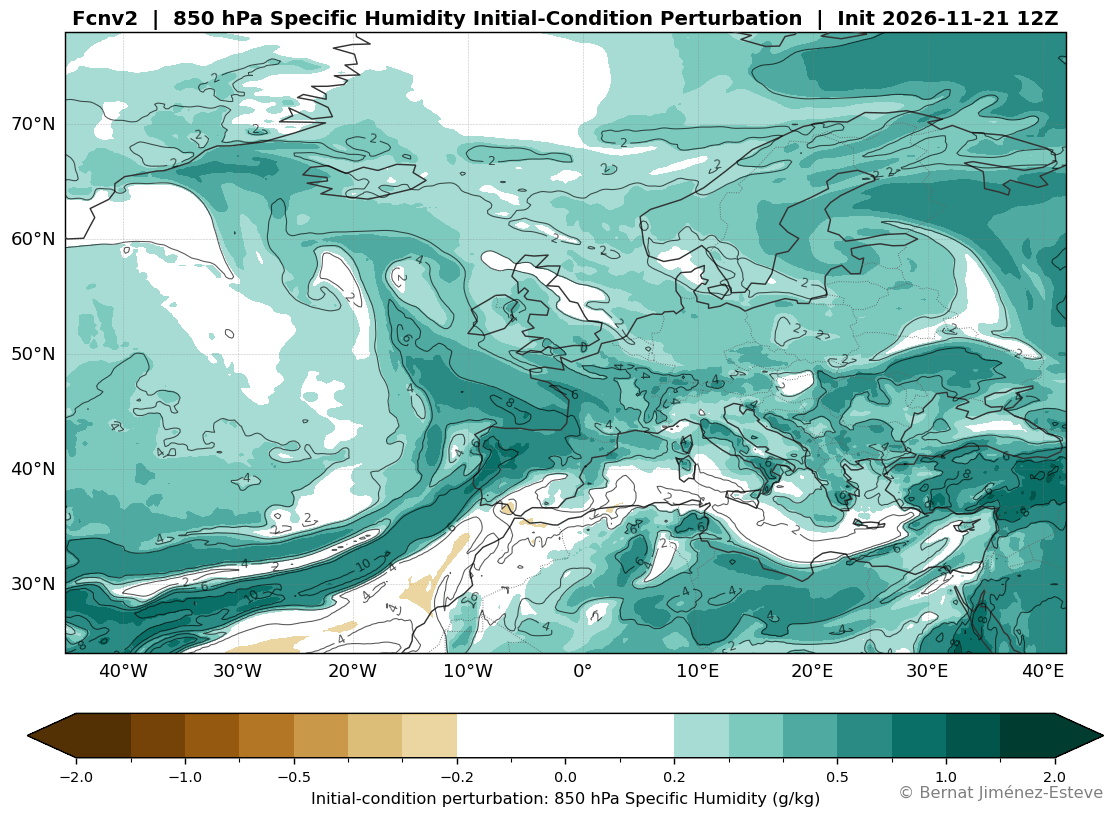 Fcnv2 | 850 hPa Specific Humidity Initial-Condition Perturbation | Init 2026-11-21 12Z
70°N
60°N
50°N
40°N
30°N
40°W 30°W 20°W 10°W 0° 10°E 20°E 30°E 40°E
−2.0 −1.0 −0.5 −0.2 0.0 0.2 0.5 1.0 2.0
Initial-condition perturbation: 850 hPa Specific Humidity (g/kg)
© Bernat Jiménez-Esteve